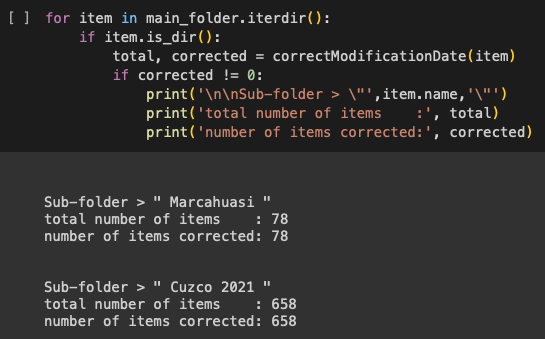 [ ] for item in main_folder.iterdir():
        if item.is_dir():
            total, corrected = correctModificationDate(item)
            if corrected != 0:
                print('\n\nSub-folder > \"',item.name,'\"')
                print('total number of items    :', total)
                print('number of items corrected:', corrected)
Sub-folder > " Marcahuasi "
total number of items    : 78
number of items corrected: 78
Sub-folder > " Cuzco 2021 "
total number of items    : 658
number of items corrected: 658